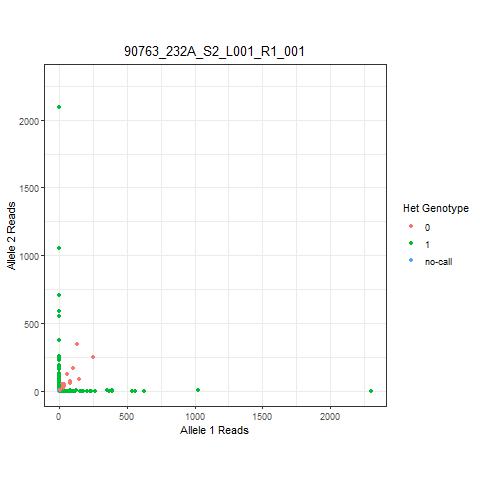 90763_232A_S2_L001_R1_001
Allele 2 Reads
2000
1500
1000
500
0
0 500 1000 1500 2000
Allele 1 Reads
Het Genotype
0
1
no-call